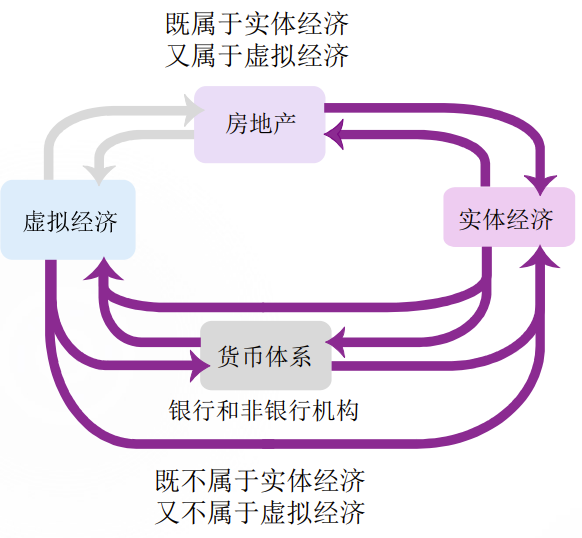 既属于实体经济
又属于虚拟经济
房地产
虚拟经济
实体经济
货币体系
银行和非银行机构
既不属于实体经济
又不属于虚拟经济